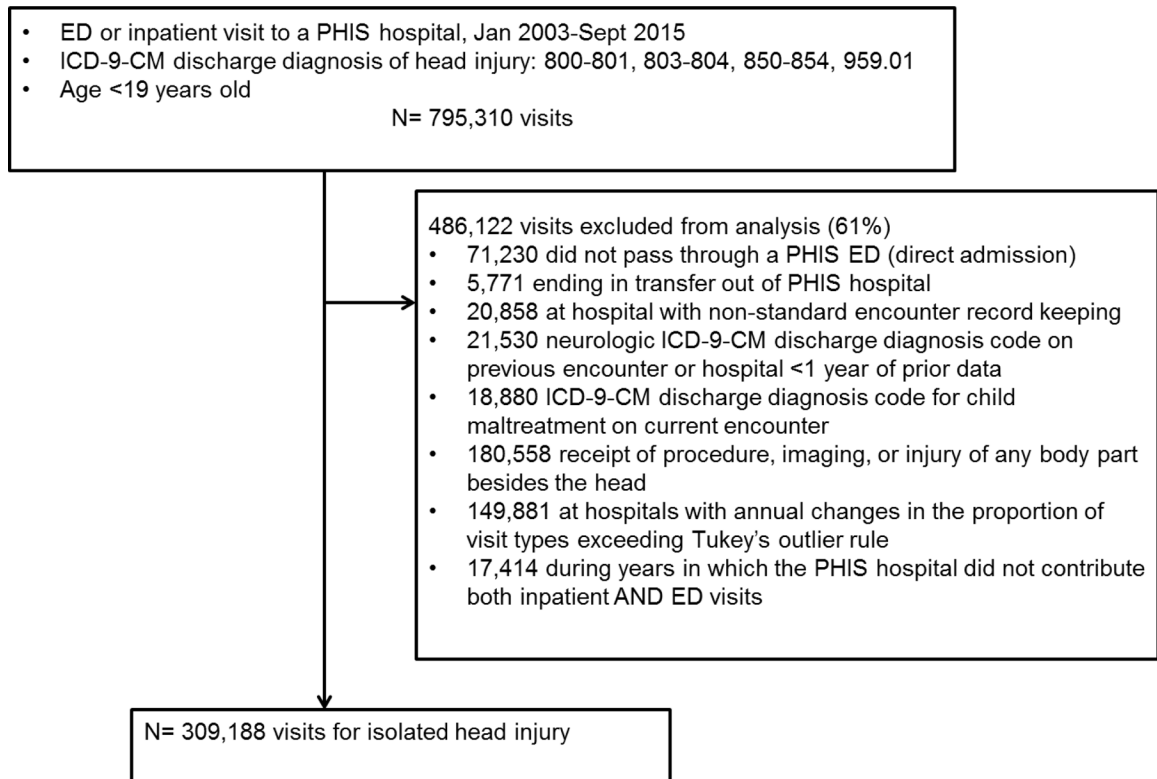 • ED or inpatient visit to a PHIS hospital, Jan 2003-Sept 2015
• ICD-9-CM discharge diagnosis of head injury: 800-801, 803-804, 850-854, 959.01
• Age <19 years old
N= 795,310 visits
486,122 visits excluded from analysis (61%)
• 71,230 did not pass through a PHIS ED (direct admission)
• 5,771 ending in transfer out of PHIS hospital
• 20,858 at hospital with non-standard encounter record keeping
• 21,530 neurologic ICD-9-CM discharge diagnosis code on
previous encounter or hospital <1 year of prior data
• 18,880 ICD-9-CM discharge diagnosis code for child
maltreatment on current encounter
• 180,558 receipt of procedure, imaging, or injury of any body part
besides the head
• 149,881 at hospitals with annual changes in the proportion of
visit types exceeding Tukey's outlier rule
• 17,414 during years in which the PHIS hospital did not contribute
both inpatient AND ED visits
N= 309,188 visits for isolated head injury